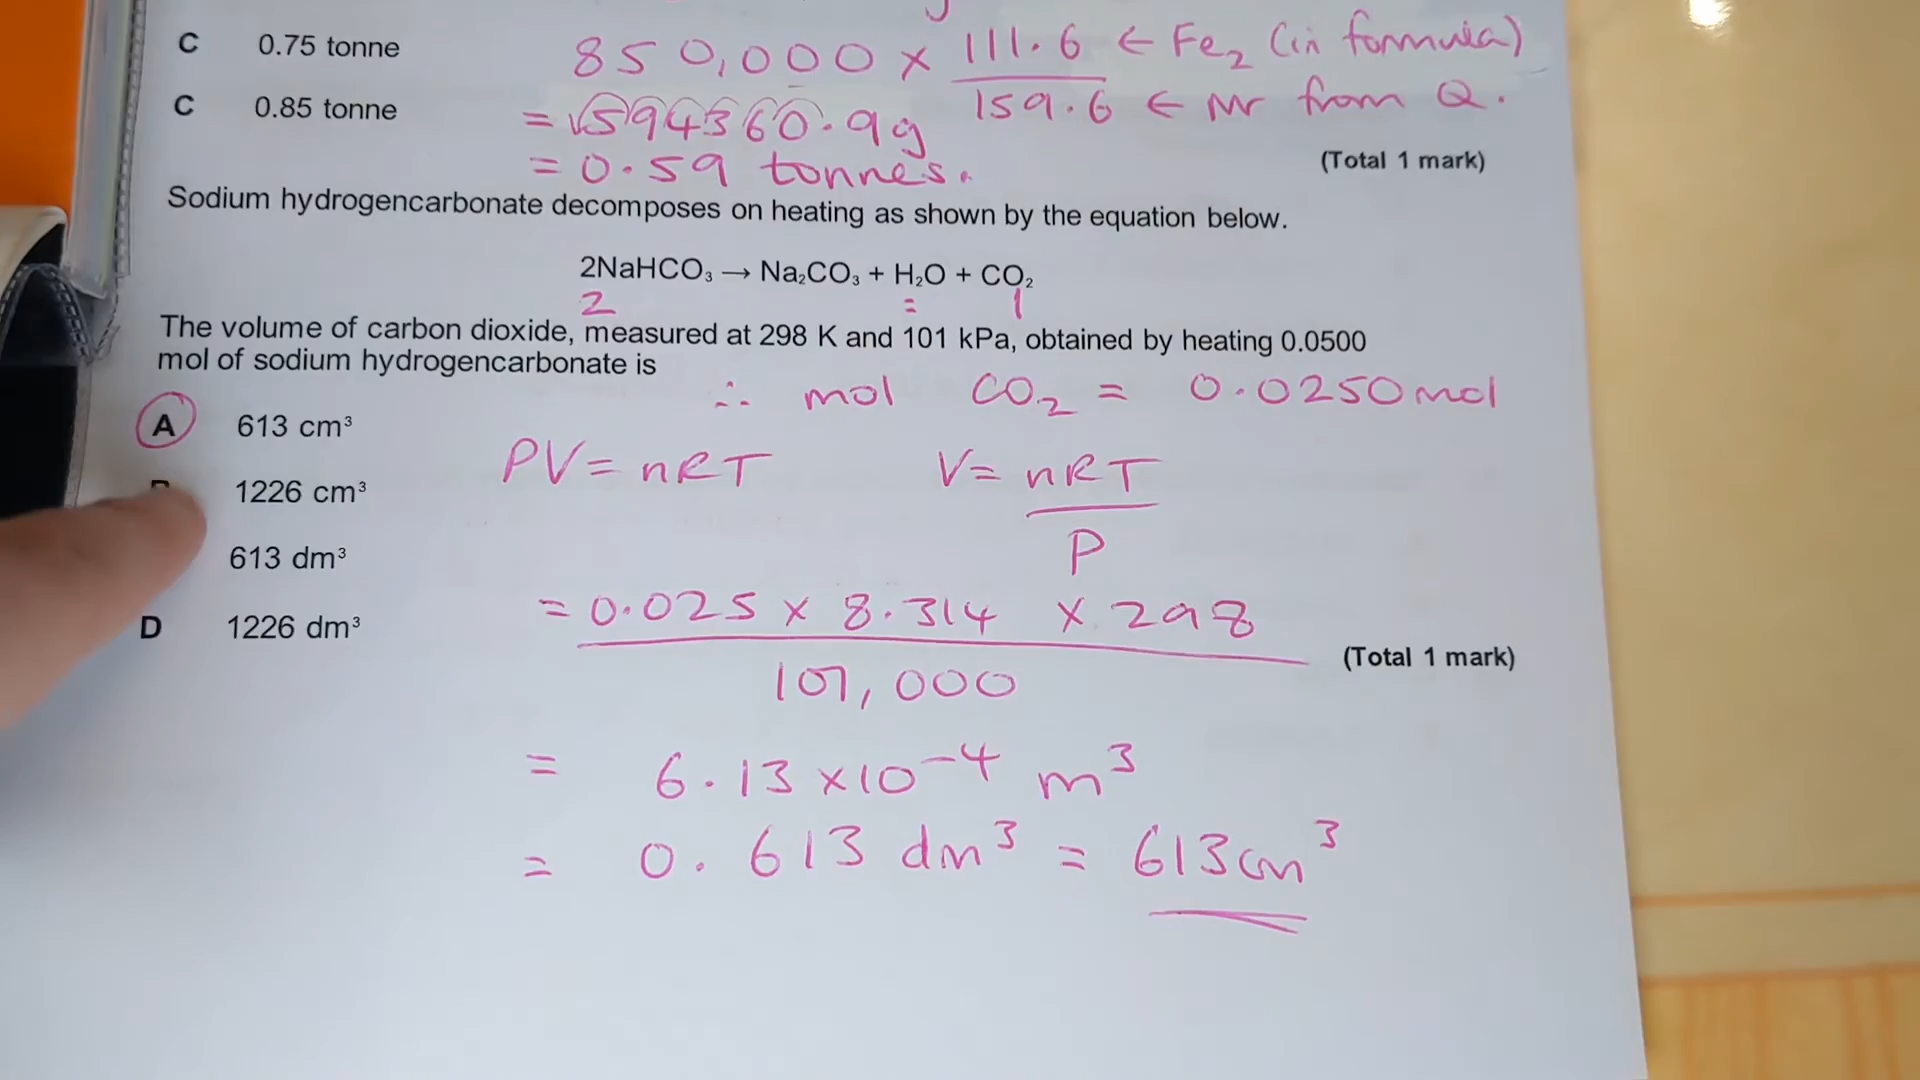 C 0.75 tonne
850,000 × 111.6 ← Fe₂ (in formula)
159.6 ← Mr from Q.
C 0.85 tonne
= 594360.9g
= 0.59 tonnes.
(Total 1 mark)
Sodium hydrogencarbonate decomposes on heating as shown by the equation below.
2NaHCO₃ → Na₂CO₃ + H₂O + CO₂
2 : 1
The volume of carbon dioxide, measured at 298 K and 101 kPa, obtained by heating 0.0500
mol of sodium hydrogencarbonate is
∴ mol CO₂ = 0.0250mol
A 613 cm³
PV = nRT V = nRT
P
1226 cm³
613 dm³
= 0.025 × 8.314 × 298
101,000
D 1226 dm³
(Total 1 mark)
= 6.13 ×10⁻⁴ m³
= 0.613 dm³ = 613cm³